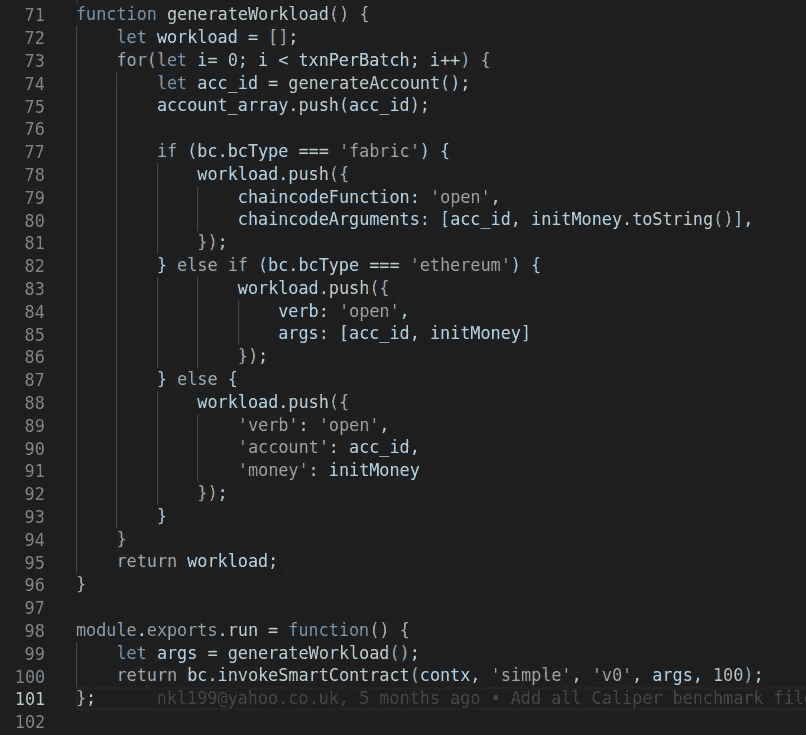 71 function generateWorkload() {
72 let workload = [];
73 for(let i= 0; i < txnPerBatch; i++) {
74 let acc_id = generateAccount();
75 account_array.push(acc_id);
76
77 if (bc.bcType === 'fabric') {
78 workload.push({
79 chaincodeFunction: 'open',
80 chaincodeArguments: [acc_id, initMoney.toString()],
81 });
82 } else if (bc.bcType === 'ethereum') {
83 workload.push({
84 verb: 'open',
85 args: [acc_id, initMoney]
86 });
87 } else {
88 workload.push({
89 'verb': 'open',
90 'account': acc_id,
91 'money': initMoney
92 });
93 }
94 }
95 return workload;
96 }
97
98 module.exports.run = function() {
99 let args = generateWorkload();
100 return bc.invokeSmartContract(contx, 'simple', 'v0', args, 100);
101 }; nkl199@yahoo.co.uk, 5 months ago • Add all Caliper benchmark
102